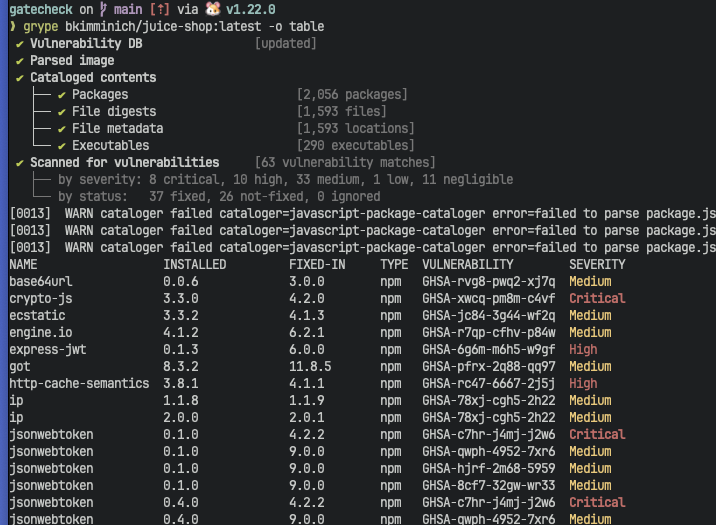 gatecheck on main [⇡] via 🐹 v1.22.0
❯ grype bkimminich/juice-shop:latest -o table
✔ Vulnerability DB [updated]
✔ Parsed image
✔ Cataloged contents
├── ✔ Packages [2,056 packages]
├── ✔ File digests [1,593 files]
├── ✔ File metadata [1,593 locations]
└── ✔ Executables [290 executables]
✔ Scanned for vulnerabilities [63 vulnerability matches]
├── by severity: 8 critical, 10 high, 33 medium, 1 low, 11 negligible
└── by status: 37 fixed, 26 not-fixed, 0 ignored
[0013] WARN cataloger failed cataloger=javascript-package-cataloger error=failed to parse package.js
[0013] WARN cataloger failed cataloger=javascript-package-cataloger error=failed to parse package.js
[0013] WARN cataloger failed cataloger=javascript-package-cataloger error=failed to parse package.js
NAME INSTALLED FIXED-IN TYPE VULNERABILITY SEVERITY
base64url 0.0.6 3.0.0 npm GHSA-rvg8-pwq2-xj7q Medium
crypto-js 3.3.0 4.2.0 npm GHSA-xwcq-pm8m-c4vf Critical
ecstatic 3.3.2 4.1.3 npm GHSA-jc84-3g44-wf2q Medium
engine.io 4.1.2 6.2.1 npm GHSA-r7qp-cfhv-p84w Medium
express-jwt 0.1.3 6.0.0 npm GHSA-6g6m-m6h5-w9gf High
got 8.3.2 11.8.5 npm GHSA-pfrx-2q88-qq97 Medium
http-cache-semantics 3.8.1 4.1.1 npm GHSA-rc47-6667-2j5j High
ip 1.1.8 1.1.9 npm GHSA-78xj-cgh5-2h22 Medium
ip 2.0.0 2.0.1 npm GHSA-78xj-cgh5-2h22 Medium
jsonwebtoken 0.1.0 4.2.2 npm GHSA-c7hr-j4mj-j2w6 Critical
jsonwebtoken 0.1.0 9.0.0 npm GHSA-qwph-4952-7xr6 Medium
jsonwebtoken 0.1.0 9.0.0 npm GHSA-hjrf-2m68-5959 Medium
jsonwebtoken 0.1.0 9.0.0 npm GHSA-8cf7-32gw-wr33 Medium
jsonwebtoken 0.4.0 4.2.2 npm GHSA-c7hr-j4mj-j2w6 Critical
jsonwebtoken 0.4.0 9.0.0 npm GHSA-qwph-4952-7xr6 Medium